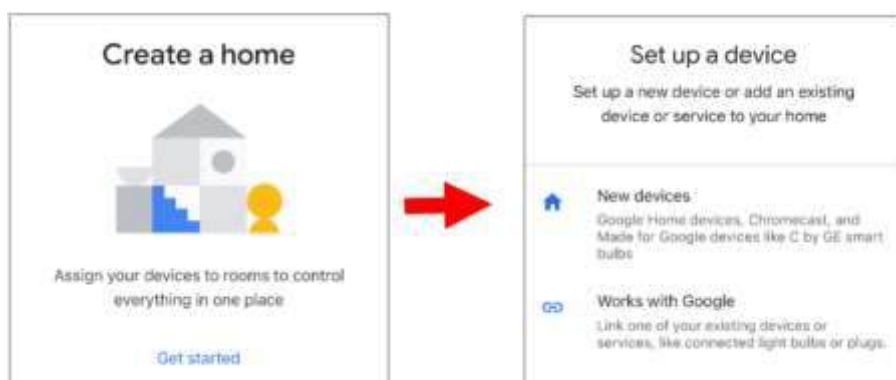 Create a home
Assign your devices to rooms to control
everything in one place
Get started
Set up a device
Set up a new device or add an existing
device or service to your home
New devices
Google Home devices, Chromecast, and
Made for Google devices like C by GE smart
bulbs
Works with Google
Link one of your existing devices or
services, like connected light bulbs or plugs.